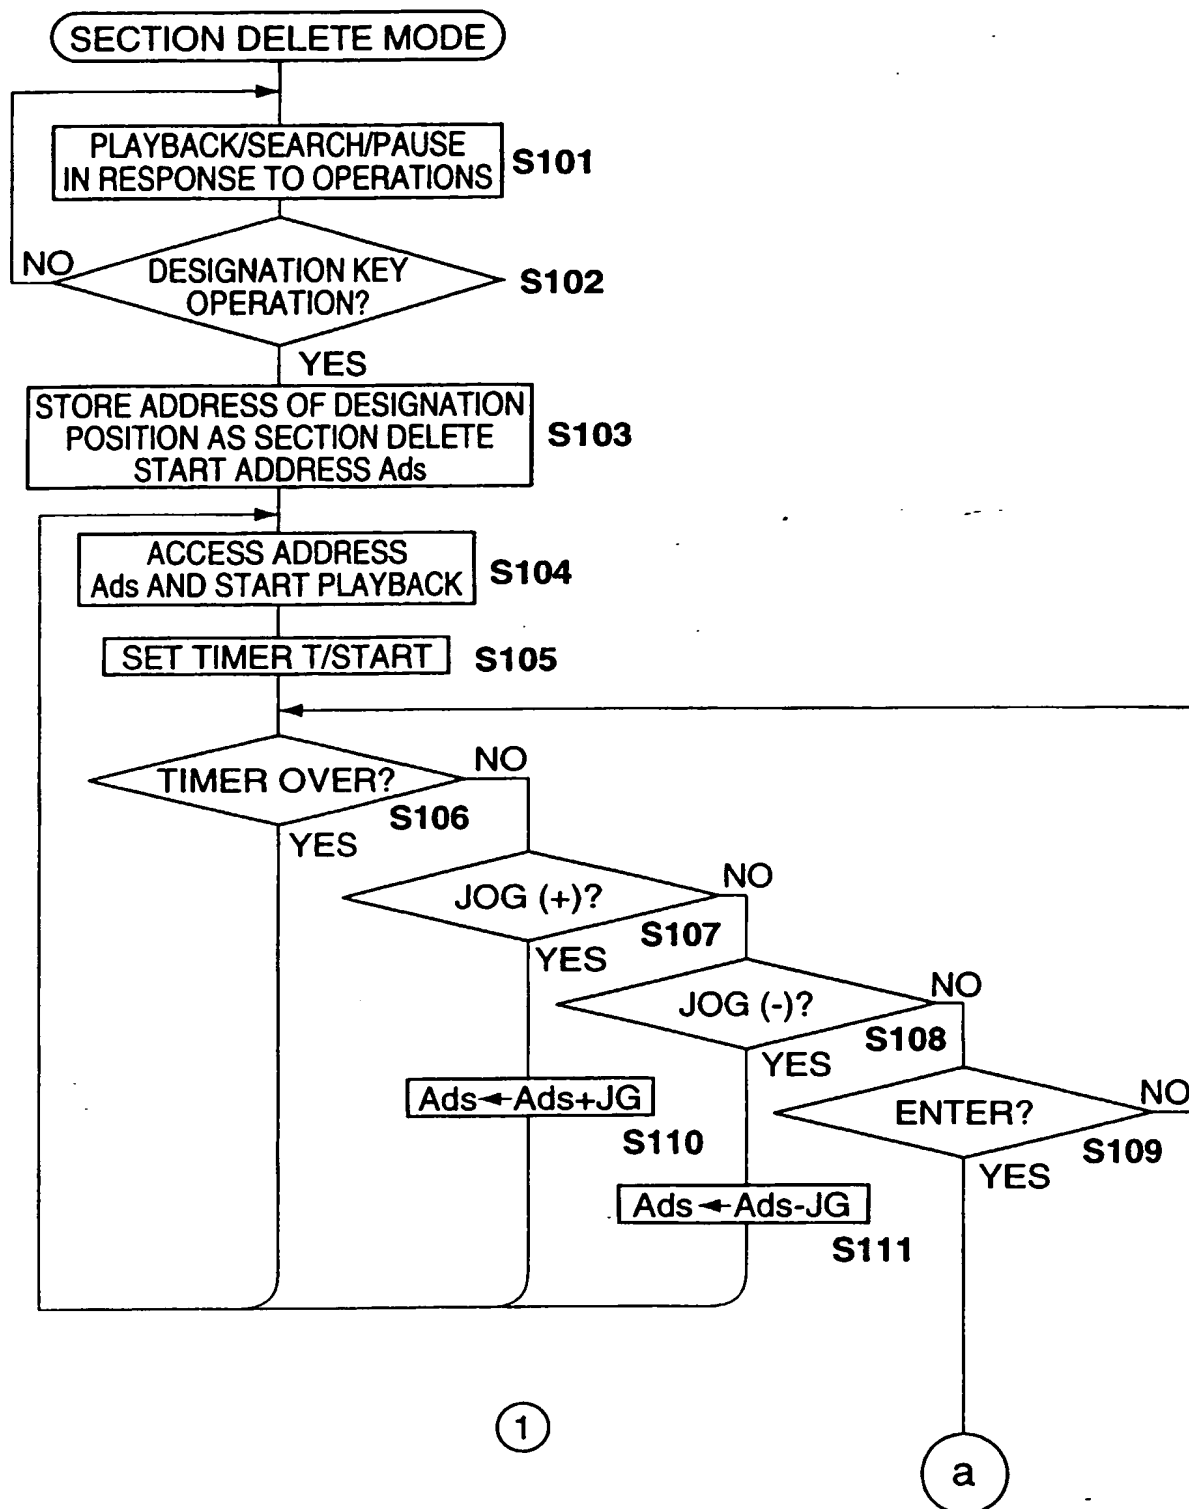 SECTION DELETE MODE
PLAYBACK/SEARCH/PAUSE
IN RESPONSE TO OPERATIONS
S101
NO
DESIGNATION KEY
OPERATION?
S102
YES
STORE ADDRESS OF DESIGNATION
POSITION AS SECTION DELETE
START ADDRESS Ads
S103
ACCESS ADDRESS
Ads AND START PLAYBACK
S104
SET TIMER T/START
S105
TIMER OVER?
NO
S106
YES
JOG (+)?
NO
S107
YES
JOG (-)?
NO
S108
YES
Ads←Ads+JG
S110
ENTER?
NO
S109
YES
Ads←Ads-JG
S111
1
a